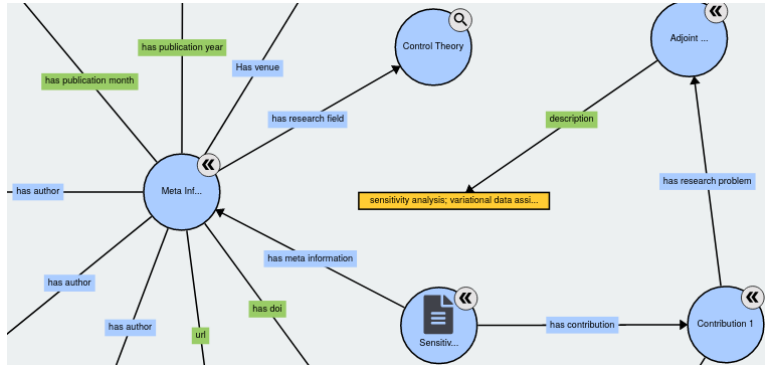 has publication year
has publication month
Has venue
Control Theory
Adjoint ...
has research field
description
has research problem
has author
Meta Inf...
sensitivity analysis; variational data assi...
has meta information
has author
has author
url
has doi
Sensitiv...
has contribution
Contribution 1